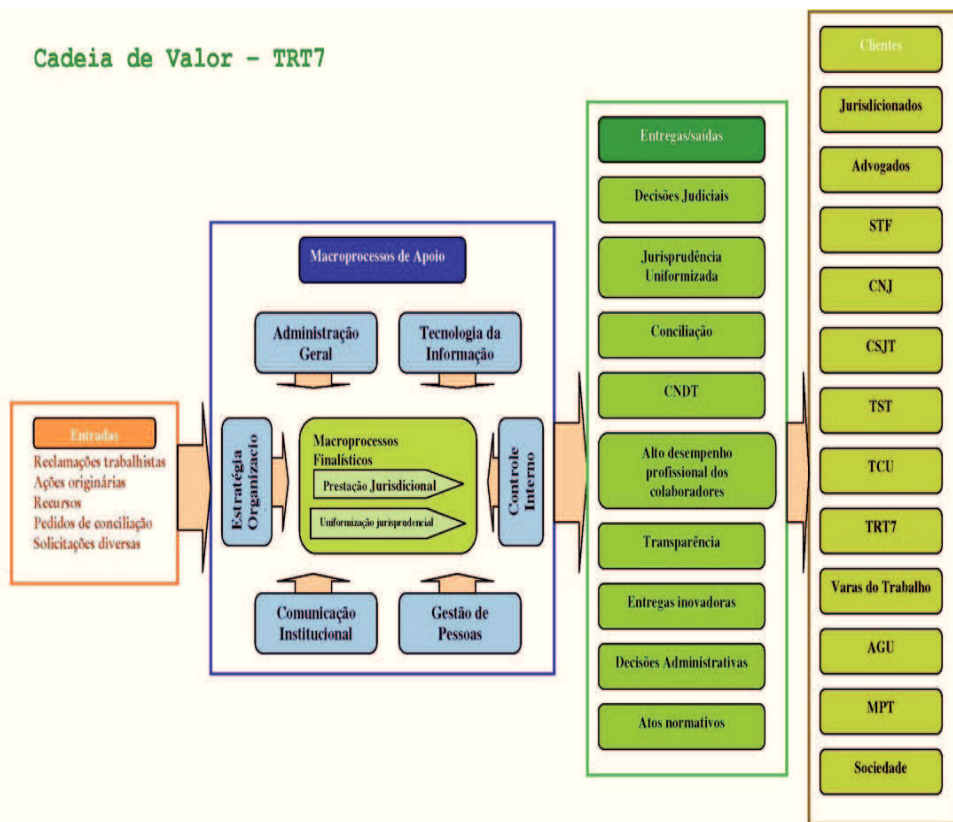 Cadeia de Valor - TRT7
Entradas
Reclamações trabalhistas
Ações originárias
Recursos
Pedidos de conciliação
Solicitações diversas
Macroprocessos de Apoio
Administração
Geral
Tecnologia da
Informação
Estratégia
Organizacio
Macroprocessos
Finalísticos
Prestação Jurisdicional
Uniformização jurisprudencial
Controle
Interno
Comunicação
Institucional
Gestão de
Pessoas
Entregas/saídas
Decisões Judiciais
Jurisprudência
Uniformizada
Conciliação
CNDT
Alto desempenho
profissional dos
colaboradores
Transparência
Entregas inovadoras
Decisões Administrativas
Atos normativos
Clientes
Jurisdicionados
Advogados
STF
CNJ
CSJT
TST
TCU
TRT7
Varas do Trabalho
AGU
MPT
Sociedade